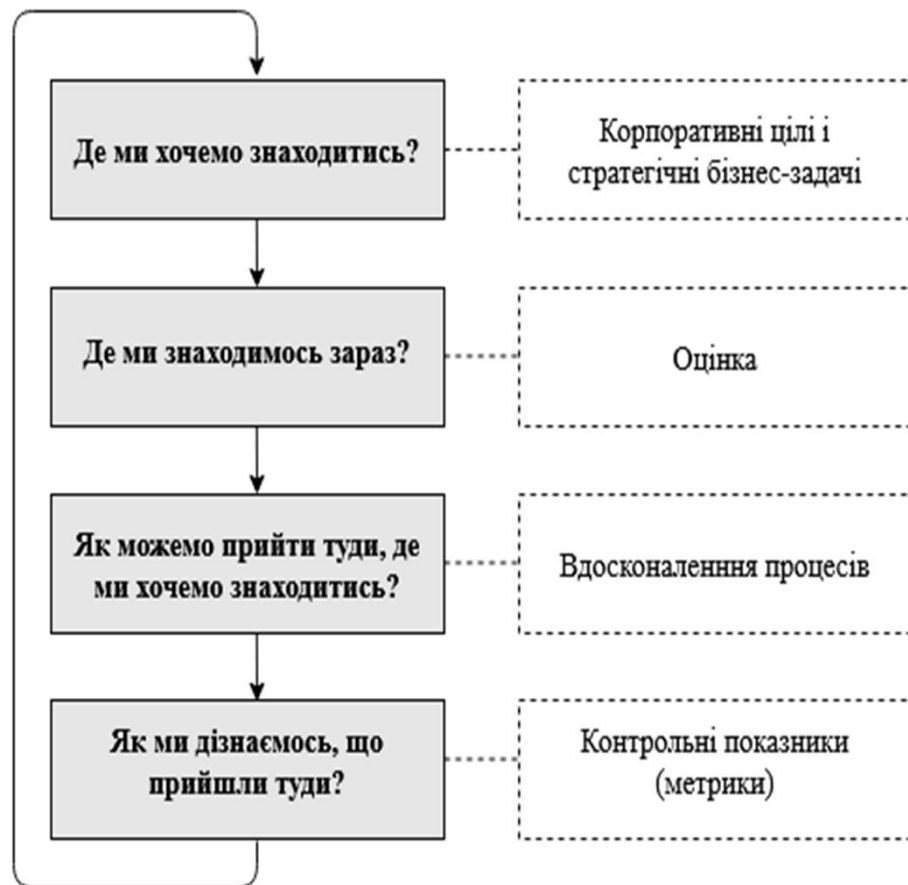 Де ми хочемо знаходитись?
Корпоративні цілі і
стратегічні бізнес-задачі
Де ми знаходимось зараз?
Оцінка
Як можемо прийти туди, де
ми хочемо знаходитись?
Вдосконаленння процесів
Як ми дізнаємось, що
прийшли туди?
Контрольні показники
(метрики)